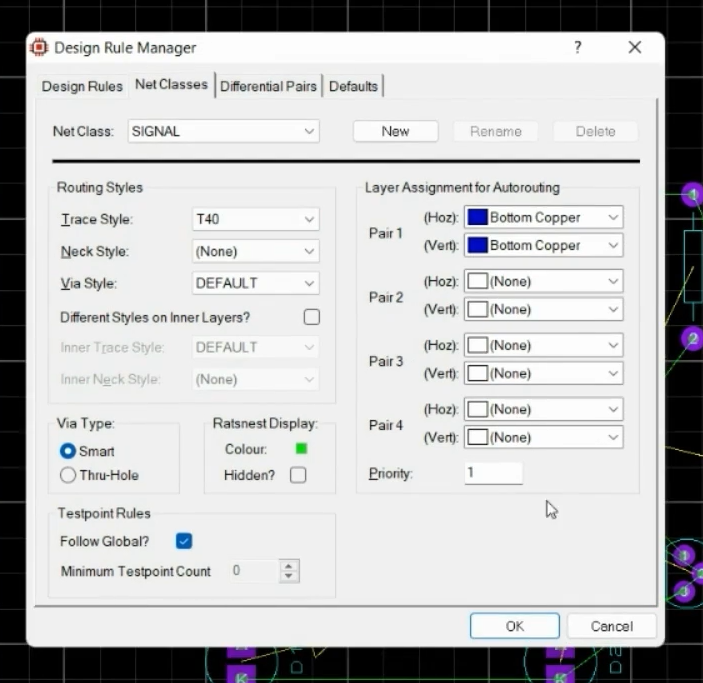 Design Rule Manager ?
Design Rules Net Classes Differential Pairs Defaults
Net Class: SIGNAL New Rename Delete
Routing Styles
Trace Style: T40
Neck Style: (None)
Via Style: DEFAULT
Different Styles on Inner Layers?
Inner Trace Style: DEFAULT
Inner Neck Style: (None)
Via Type:
Smart
Thru-Hole
Ratsnest Display:
Colour:
Hidden?
Testpoint Rules
Follow Global?
Minimum Testpoint Count 0
Layer Assignment for Autorouting
Pair 1
(Hoz): Bottom Copper
(Vert): Bottom Copper
Pair 2
(Hoz): (None)
(Vert): (None)
Pair 3
(Hoz): (None)
(Vert): (None)
Pair 4
(Hoz): (None)
(Vert): (None)
Priority: 1
OK Cancel
1
2
K
K